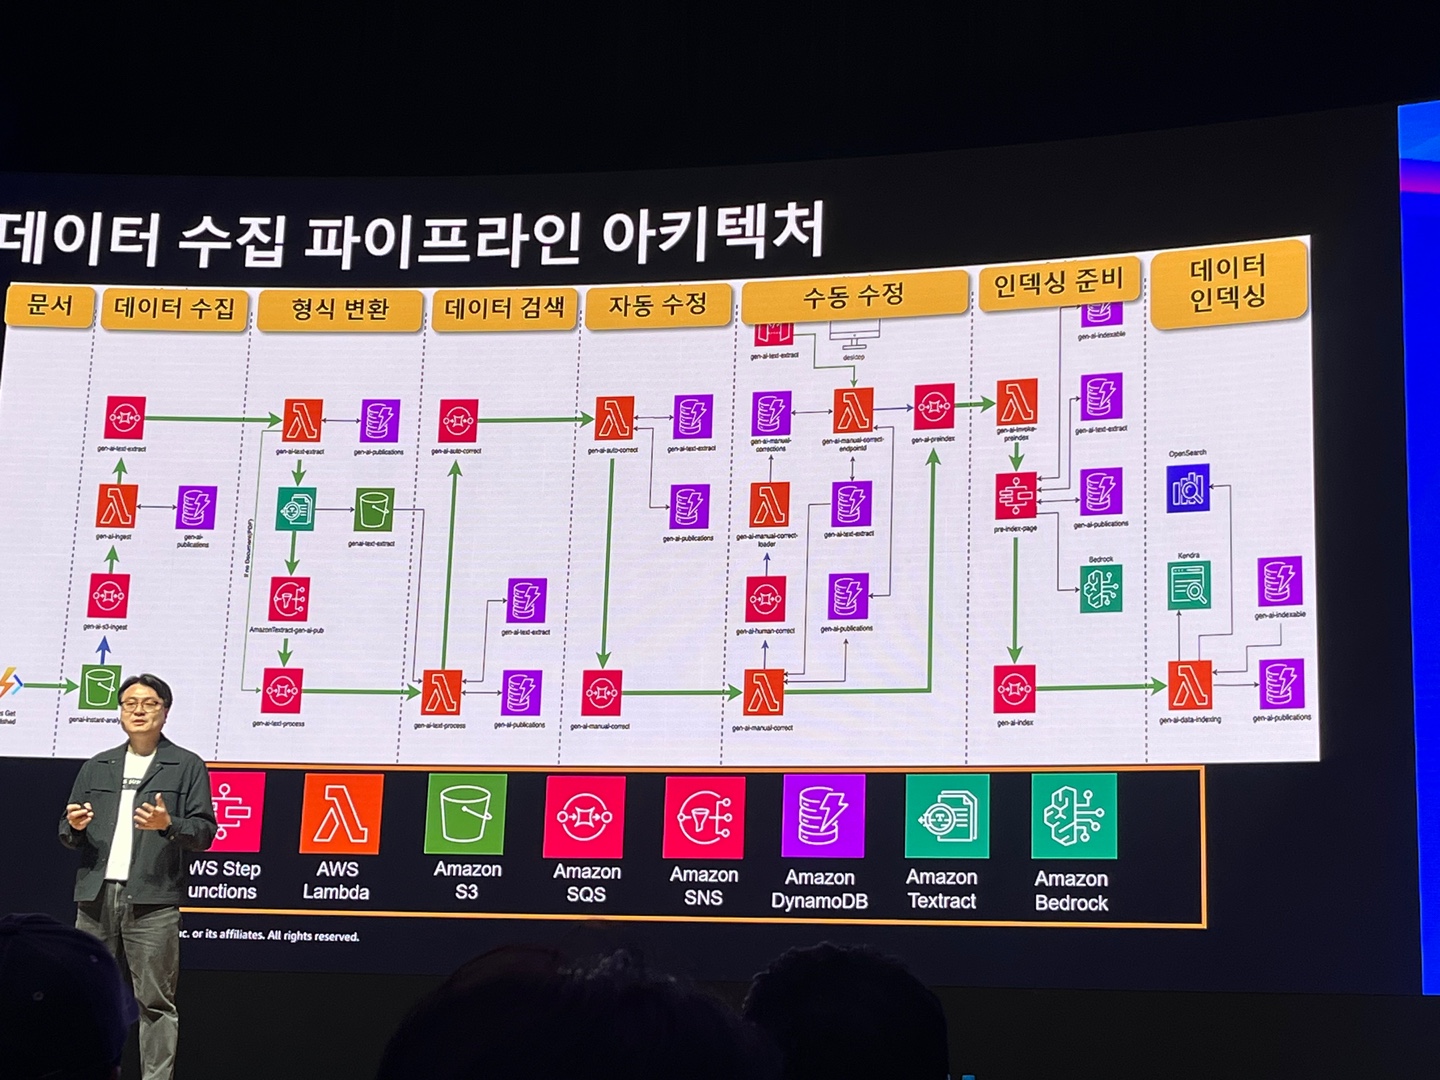 데이터 수집 파이프라인 아키텍처
문서
데이터 수집
형식 변환
데이터 검색
자동 수정
수동 수정
인덱싱 준비
데이터
인덱싱
gen-ai-text-extract
gen-ai-ingest
gen-ai-
publications
gen-ai-s3-ingest
gen-ai-text-extract
gen-ai-publications
genai-text-extract
AmazonTextract-gen-ai-pub
gen-ai-text-process
gen-ai-auto-correct
gen-ai-text-extract
gen-ai-text-process
gen-ai-publications
gen-ai-auto-correct
gen-ai-text-extract
gen-ai-publications
gen-ai-manual-correct
gen-ai-text-extract
desktop
gen-ai-manual-
corrections
gen-ai-manual-correct-
endpointd
gen-ai-preindex
gen-ai-manual-correct-
loader
gen-ai-text-extract
gen-ai-human-correct
gen-ai-publications
gen-ai-manual-correct
gen-ai-indexable
gen-ai-invoke-
preindex
gen-ai-text-extract
pre-index-page
gen-ai-publications
Bedrock
gen-ai-index
OpenSearch
Kendra
gen-ai-indexable
gen-ai-data-indexing
gen-ai-publications
WS Step
unctions
AWS
Lambda
Amazon
S3
Amazon
SQS
Amazon
SNS
Amazon
DynamoDB
Amazon
Textract
Amazon
Bedrock
nc. or its affiliates. All rights reserved.